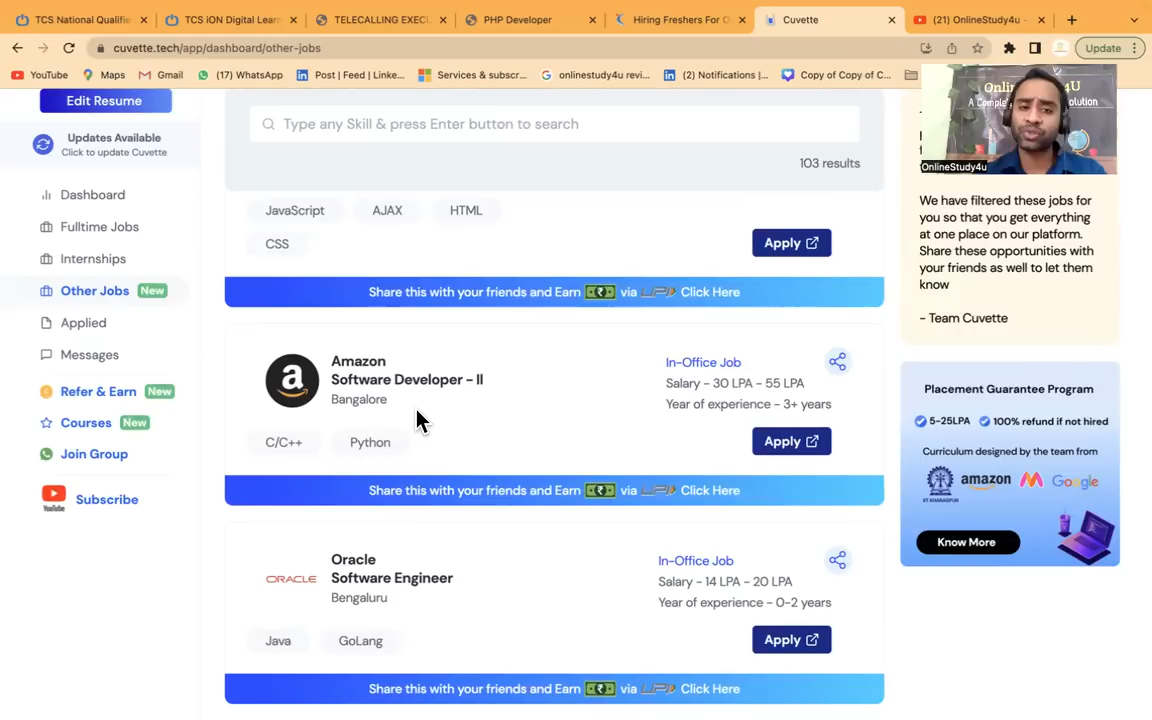 TCS National Qualifie
TCS iON Digital Lear
TELECALLING EXECU
PHP Developer
Hiring Freshers For
Cuvette
(21) OnlineStudy4u -
cuvette.tech/app/dashboard/other-jobs
Update
YouTube
Maps
Gmail
(17) WhatsApp
Post | Feed | Linke...
Services & subscr...
onlinestudy4u revi...
(2) Notifications |...
Copy of Copy of C...
Edit Resume
Updates Available
Click to update Cuvette
Dashboard
Fulltime Jobs
Internships
Other Jobs New
Applied
Messages
Refer & Earn New
Courses New
Join Group
YouTube
Subscribe
Type any Skill & press Enter button to search
103 results
JavaScript
AJAX
HTML
CSS
Apply
Share this with your friends and Earn ₹ via UPI Click Here
Amazon
Software Developer - II
Bangalore
In-Office Job
Salary - 30 LPA - 55 LPA
Year of experience - 3+ years
C/C++
Python
Apply
Share this with your friends and Earn ₹ via UPI Click Here
ORACLE
Oracle
Software Engineer
Bengaluru
In-Office Job
Salary - 14 LPA - 20 LPA
Year of experience - 0-2 years
Java
GoLang
Apply
Share this with your friends and Earn ₹ via UPI Click Here
OnlineStudy4u
We have filtered these jobs for
you so that you get everything
at one place on our platform.
Share these opportunities with
your friends as well to let them
know
- Team Cuvette
Placement Guarantee Program
5-25LPA
100% refund if not hired
Curriculum designed by the team from
IIT KHARAGPUR
amazon
Google
Know More